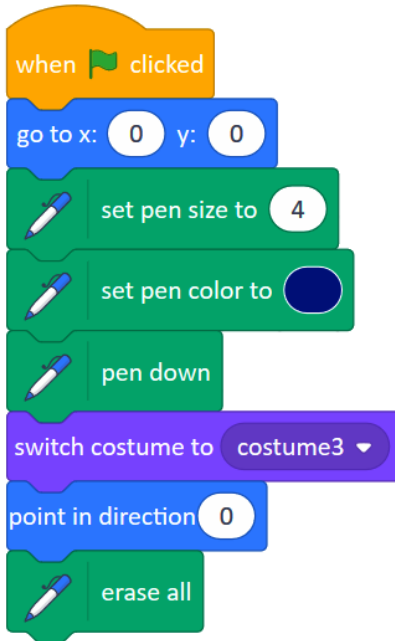 when clicked
go to x: 0 y: 0
set pen size to 4
set pen color to
pen down
switch costume to costume3
point in direction 0
erase all